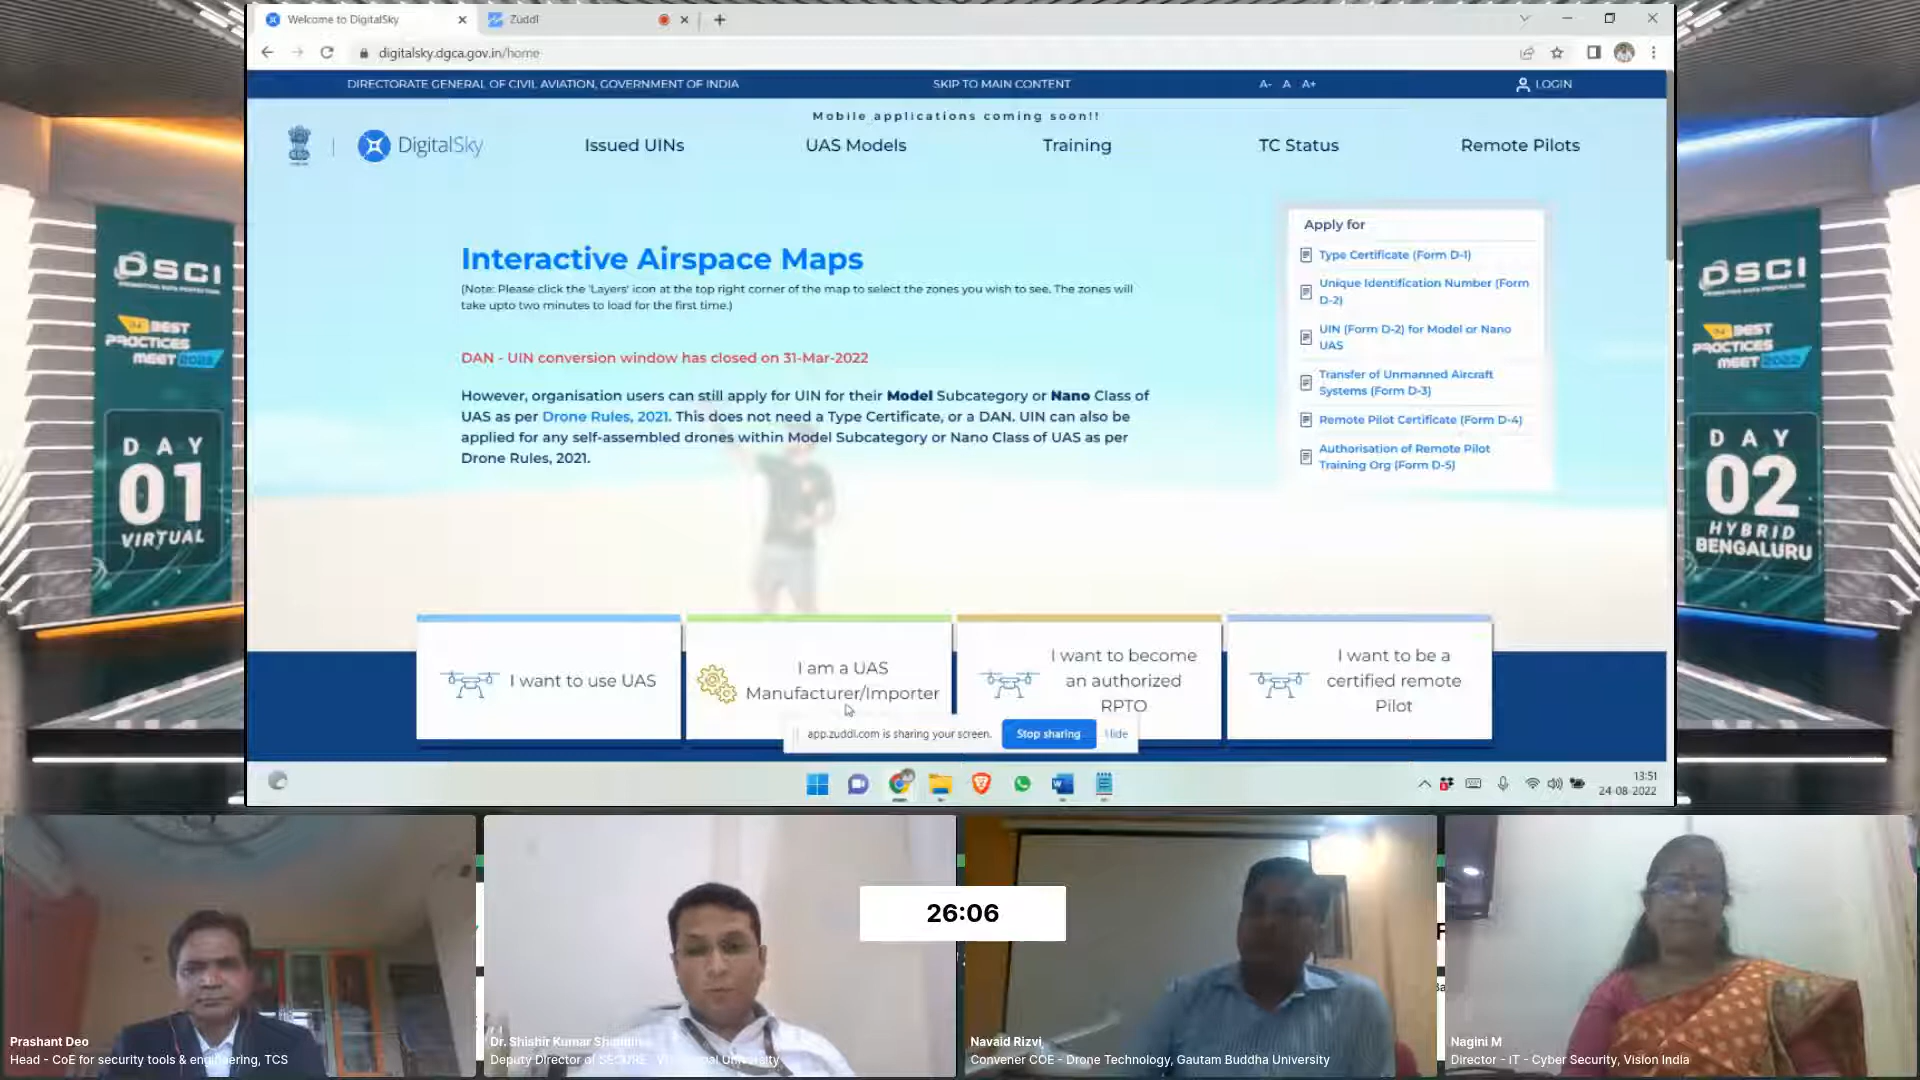 Welcome to DigitalSky
Zuddl
digitalsky.dgca.gov.in/home
DIRECTORATE GENERAL OF CIVIL AVIATION, GOVERNMENT OF INDIA
SKIP TO MAIN CONTENT
A- A A+
LOGIN
Mobile applications coming soon!!
DigitalSky
Issued UINs
UAS Models
Training
TC Status
Remote Pilots
Interactive Airspace Maps
(Note: Please click the 'Layers' icon at the top right corner of the map to select the zones you wish to see. The zones will
take upto two minutes to load for the first time.)
DAN - UIN conversion window has closed on 31-Mar-2022
However, organisation users can still apply for UIN for their Model Subcategory or Nano Class of
UAS as per Drone Rules, 2021. This does not need a Type Certificate, or a DAN. UIN can also be
applied for any self-assembled drones within Model Subcategory or Nano Class of UAS as per
Drone Rules, 2021.
Apply for
Type Certificate (Form D-1)
Unique Identification Number (Form
D-2)
UIN (Form D-2) for Model or Nano
UAS
Transfer of Unmanned Aircraft
Systems (Form D-3)
Remote Pilot Certificate (Form D-4)
Authorisation of Remote Pilot
Training Org (Form D-5)
I want to use UAS
I am a UAS
Manufacturer/Importer
I want to become
an authorized
RPTO
I want to be a
certified remote
Pilot
app.zuddl.com is sharing your screen.
Stop sharing
Hide
13:51
24-08-2022
DSCI
BEST
PRACTICES
MEET 2022
DAY
01
VIRTUAL
DSCI
BEST
PRACTICES
MEET 2022
DAY
02
HYBRID
BENGALURU
26:06
Prashant Deo
Head - CoE for security tools & engineering, TCS
Dr. Shishir Kumar
Deputy Director of SECURE University
Navaid Rizvi
Convener COE - Drone Technology, Gautam Buddha University
Nagini M
Director - IT - Cyber Security, Vision India